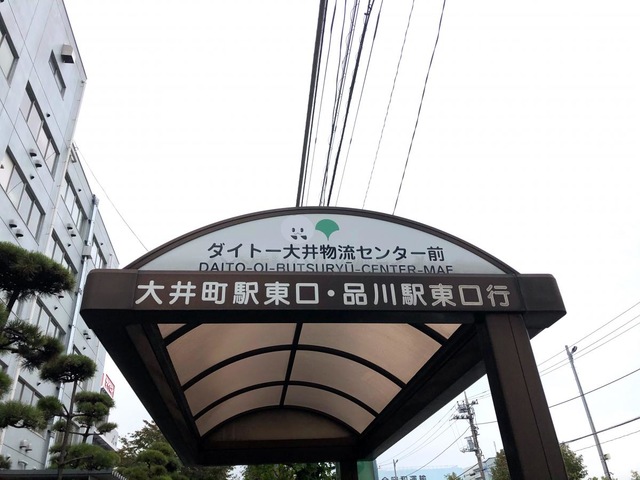 ダイトー大井物流センター前
DAITO-OI-BUTSURYŪ-CENTER-MAE
大井町駅東口・品川駅東口行